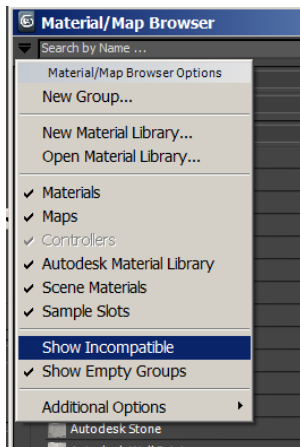 Material/Map Browser
Search by Name ...
Material/Map Browser Options
New Group...
New Material Library...
Open Material Library...
Materials
Maps
Controllers
Autodesk Material Library
Scene Materials
Sample Slots
Show Incompatible
Show Empty Groups
Additional Options
Autodesk Stone